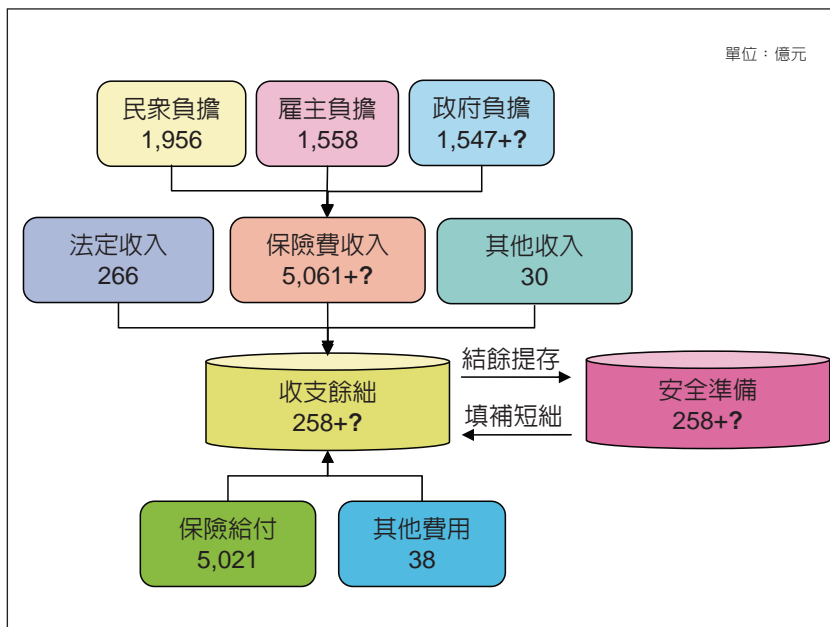 單位：億元
民眾負擔
1,956
雇主負擔
1,558
政府負擔
1,547+?
法定收入
266
保險費收入
5,061+?
其他收入
30
收支餘絀
258+?
結餘提存
填補短絀
安全準備
258+?
保險給付
5,021
其他費用
38